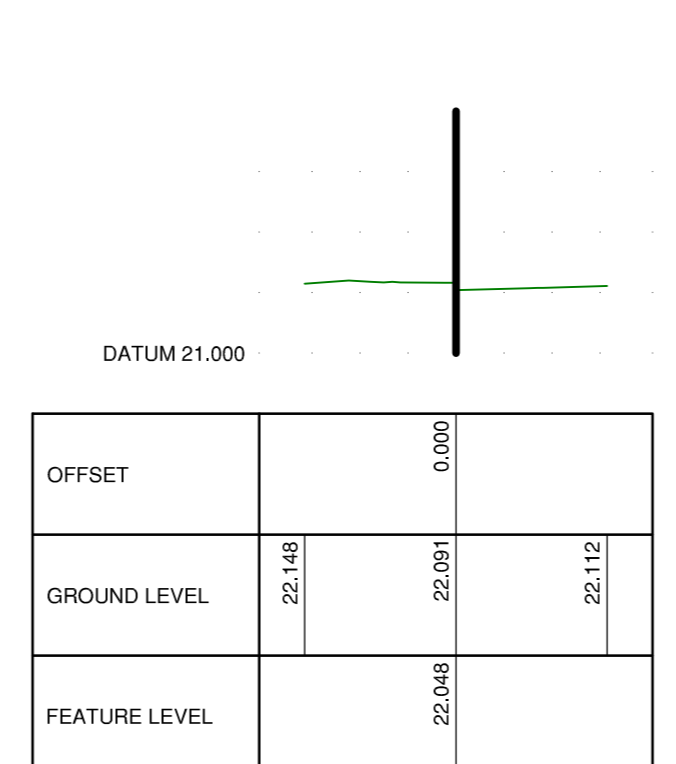 DATUM 21.000
OFFSET
0.000
GROUND LEVEL
22.148
22.091
22.112
FEATURE LEVEL
22.048